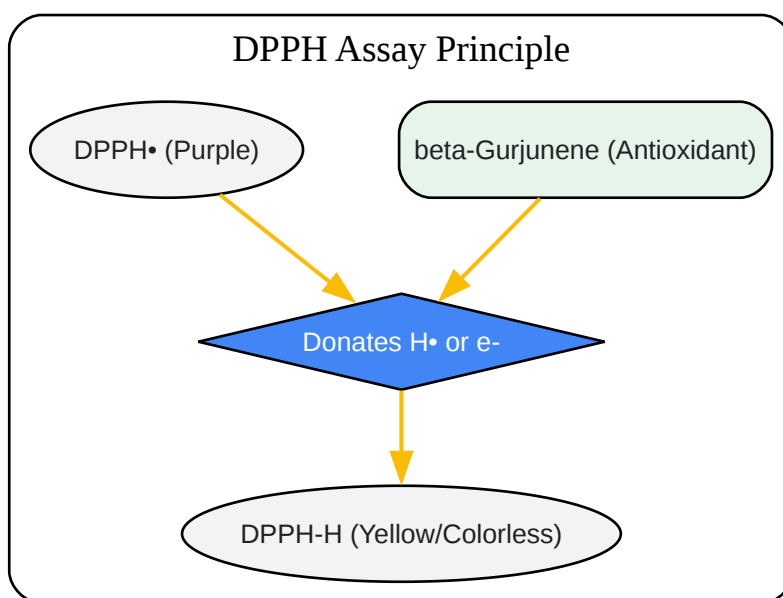 DPPH Assay Principle
DPPH• (Purple)
beta-Gurjunene (Antioxidant)
Donates H• or e-
DPPH-H (Yellow/Colorless)